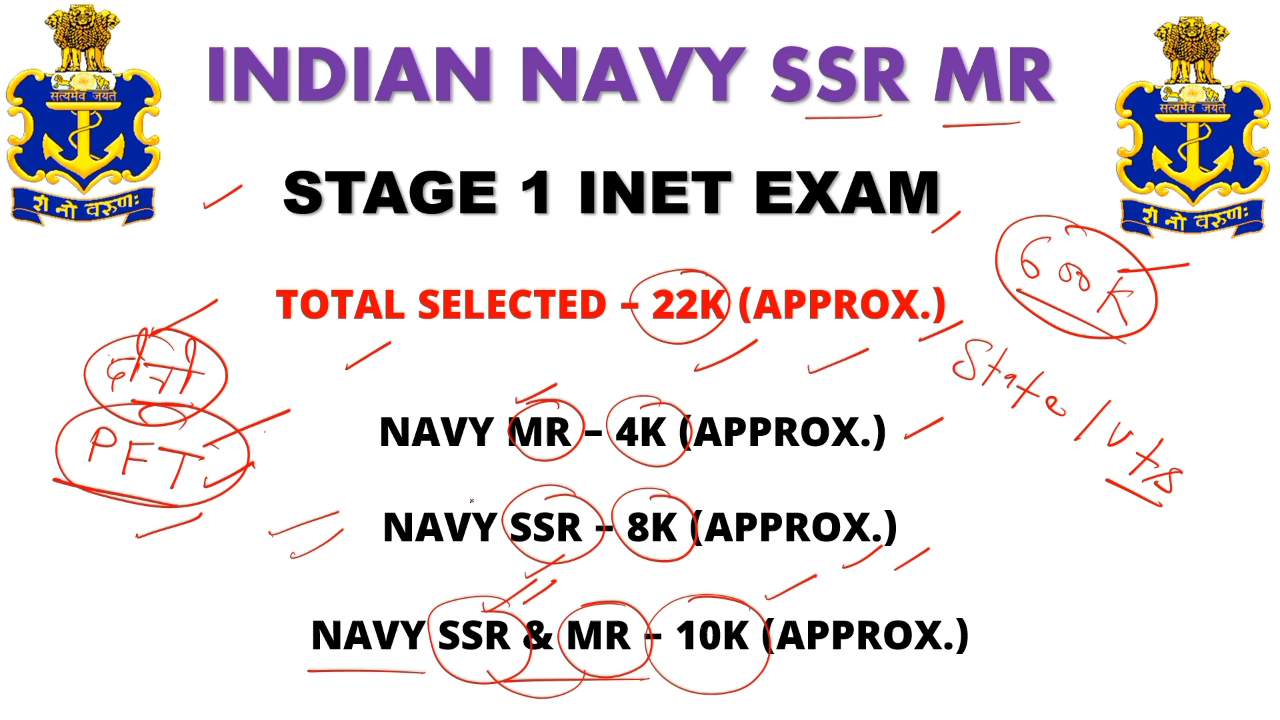 INDIAN NAVY SSR MR
सत्यमेव जयते
सत्यमेव जयते
STAGE 1 INET EXAM
शं नो वरुणः
शं नो वरुणः
600K
TOTAL SELECTED – 22K (APPROX.)
दोनो
State / UTs
NAVY MR – 4K (APPROX.)
PFT
NAVY SSR – 8K (APPROX.)
NAVY SSR & MR – 10K (APPROX.)